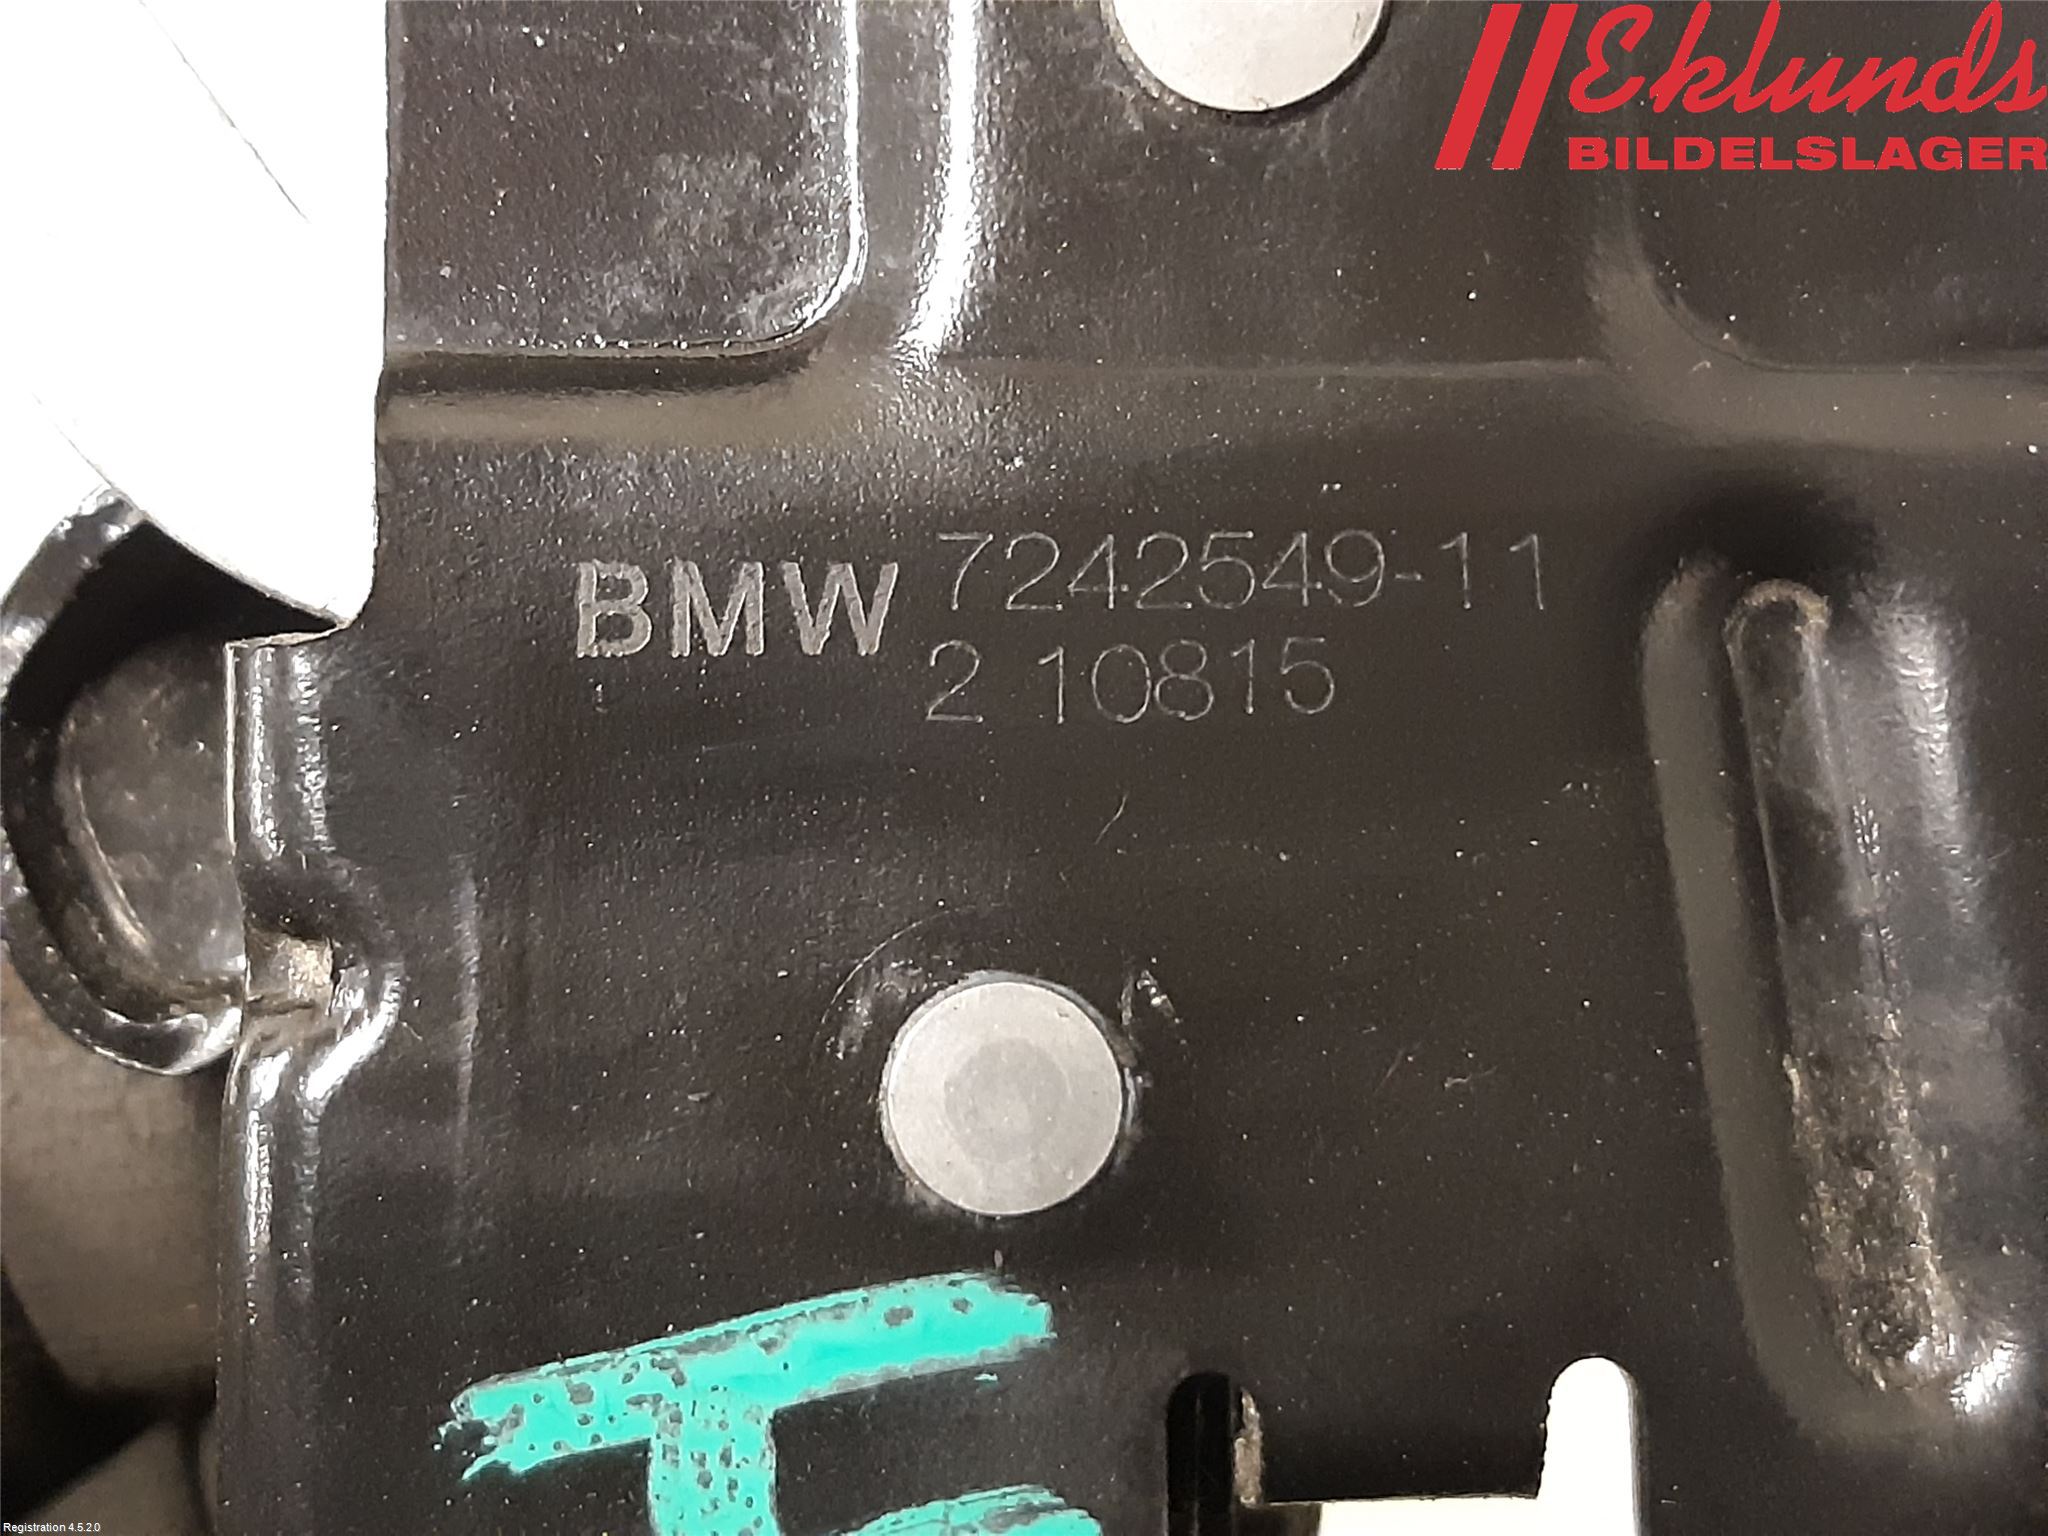 Eklunds
BILDELSLAGER
BMW 7242549-11
2 10815
Registration 4.5.2.0